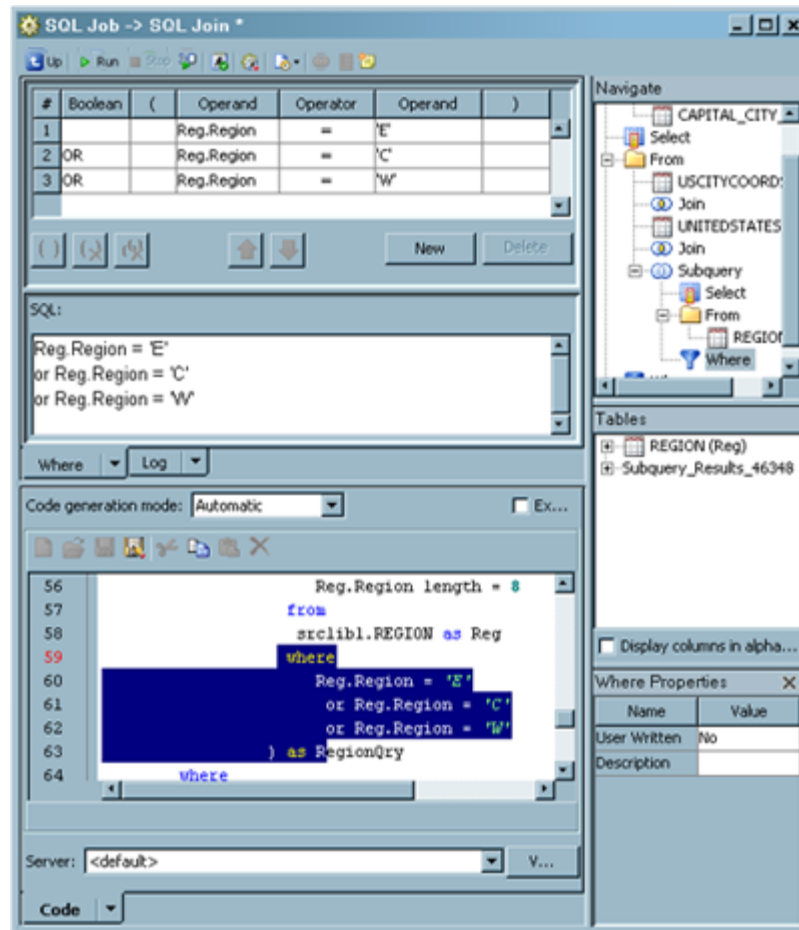 SQL Job -> SQL Join *
Up Run Stop
# Boolean ( Operand Operator Operand )
1 Reg.Region = 'E'
2 OR Reg.Region = 'C'
3 OR Reg.Region = 'W'
New Delete
SQL:
Reg.Region = 'E'
or Reg.Region = 'C'
or Reg.Region = 'W'
Where Log
Code generation mode: Automatic Ex...
56 Reg.Region length = 8
57 from
58 srclib1.REGION as Reg
59 where
60 Reg.Region = 'E'
61 or Reg.Region = 'C'
62 or Reg.Region = 'W'
63 ) as RegionQry
64 where
Server: <default> V...
Code
Navigate
CAPITAL_CITY_
Select
From
USCITYCOORD
Join
UNITEDSTATES
Join
Subquery
Select
From
REGION
Where
Tables
REGION (Reg)
Subquery_Results_46348
Display columns in alpha...
Where Properties
Name Value
User Written No
Description